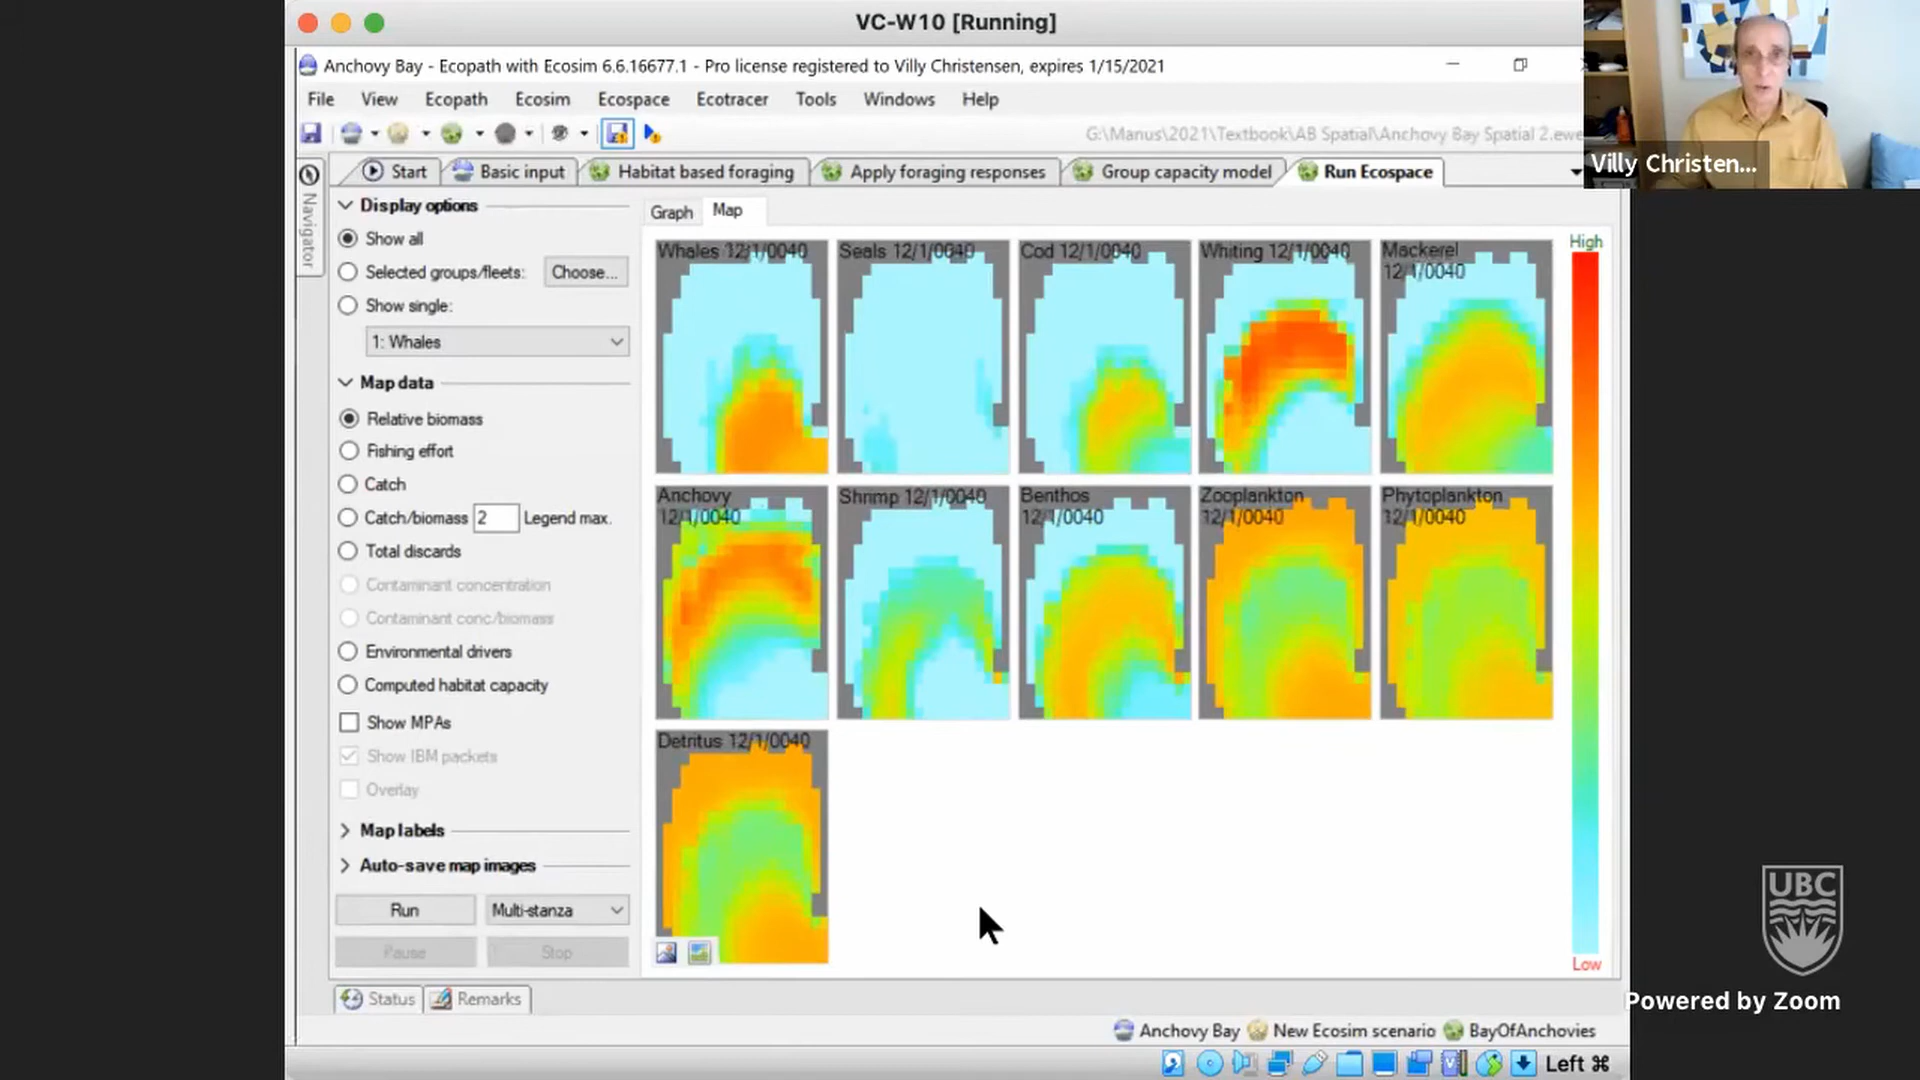 VC-W10 [Running]
Anchovy Bay - Ecopath with Ecosim 6.6.16677.1 - Pro license registered to Villy Christensen, expires 1/15/2021
File View Ecopath Ecosim Ecospace Ecotracer Tools Windows Help
G:\Manus\2021\Textbook\AB Spatial\Anchovy Bay Spatial 2.ewe
Villy Christen...
Navigator
Start Basic input Habitat based foraging Apply foraging responses Group capacity model Run Ecospace
Display options
Show all
Selected groups/fleets: Choose...
Show single:
1: Whales
Map data
Relative biomass
Fishing effort
Catch
Catch/biomass 2 Legend max.
Total discards
Contaminant concentration
Contaminant conc/biomass
Environmental drivers
Computed habitat capacity
Show MPAs
Show IBM packets
Overlay
Map labels
Auto-save map images
Run Multi-stanza
Pause Stop
Graph Map
High
Whales 12/1/0040 Seals 12/1/0040 Cod 12/1/0040 Whiting 12/1/0040 Mackerel
12/1/0040
Anchovy Shrimp 12/1/0040 Benthos Zooplankton Phytoplankton
12/1/0040 12/1/0040 12/1/0040 12/1/0040
Detritus 12/1/0040
Low
Status Remarks
Anchovy Bay New Ecosim scenario BayOfAnchovies
Left ⌘
UBC
Powered by Zoom